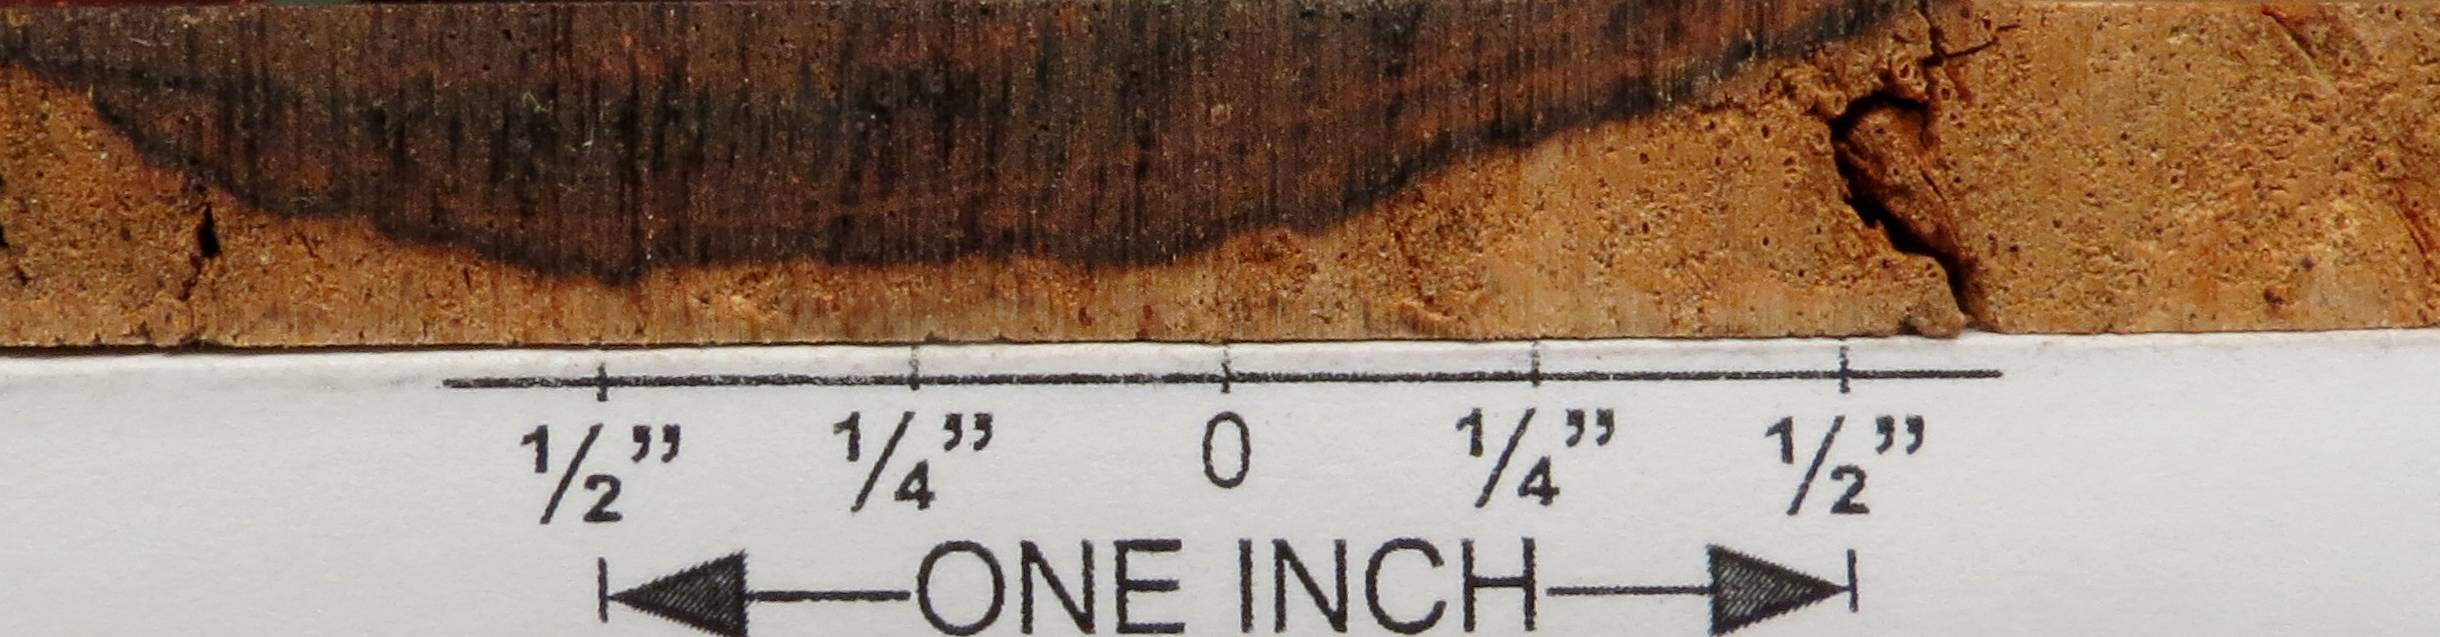 1/2” 1/4” 0 1/4” 1/2”
ONE INCH